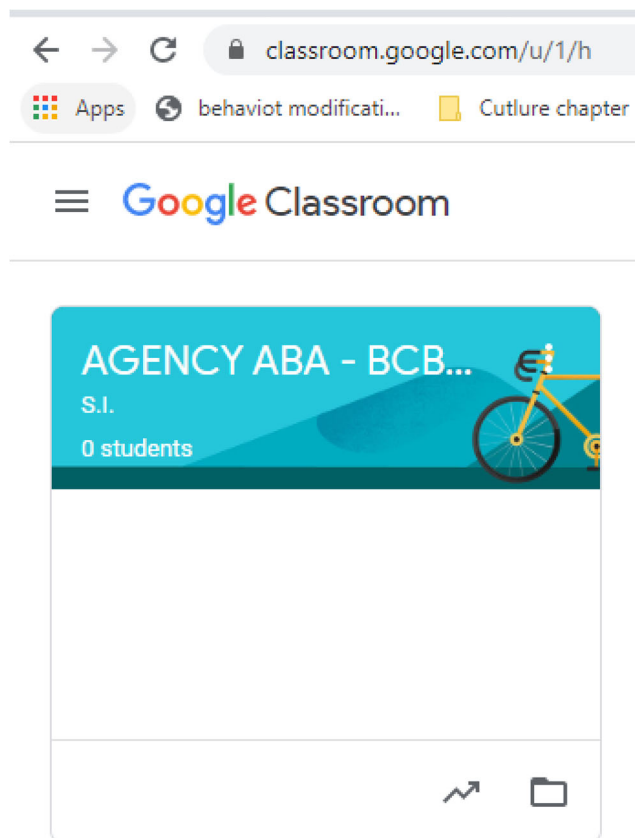 classroom.google.com/u/1/h
Apps behaviot modificati... Cutlure chapter
Google Classroom
AGENCY ABA - BCB...
S.I.
0 students